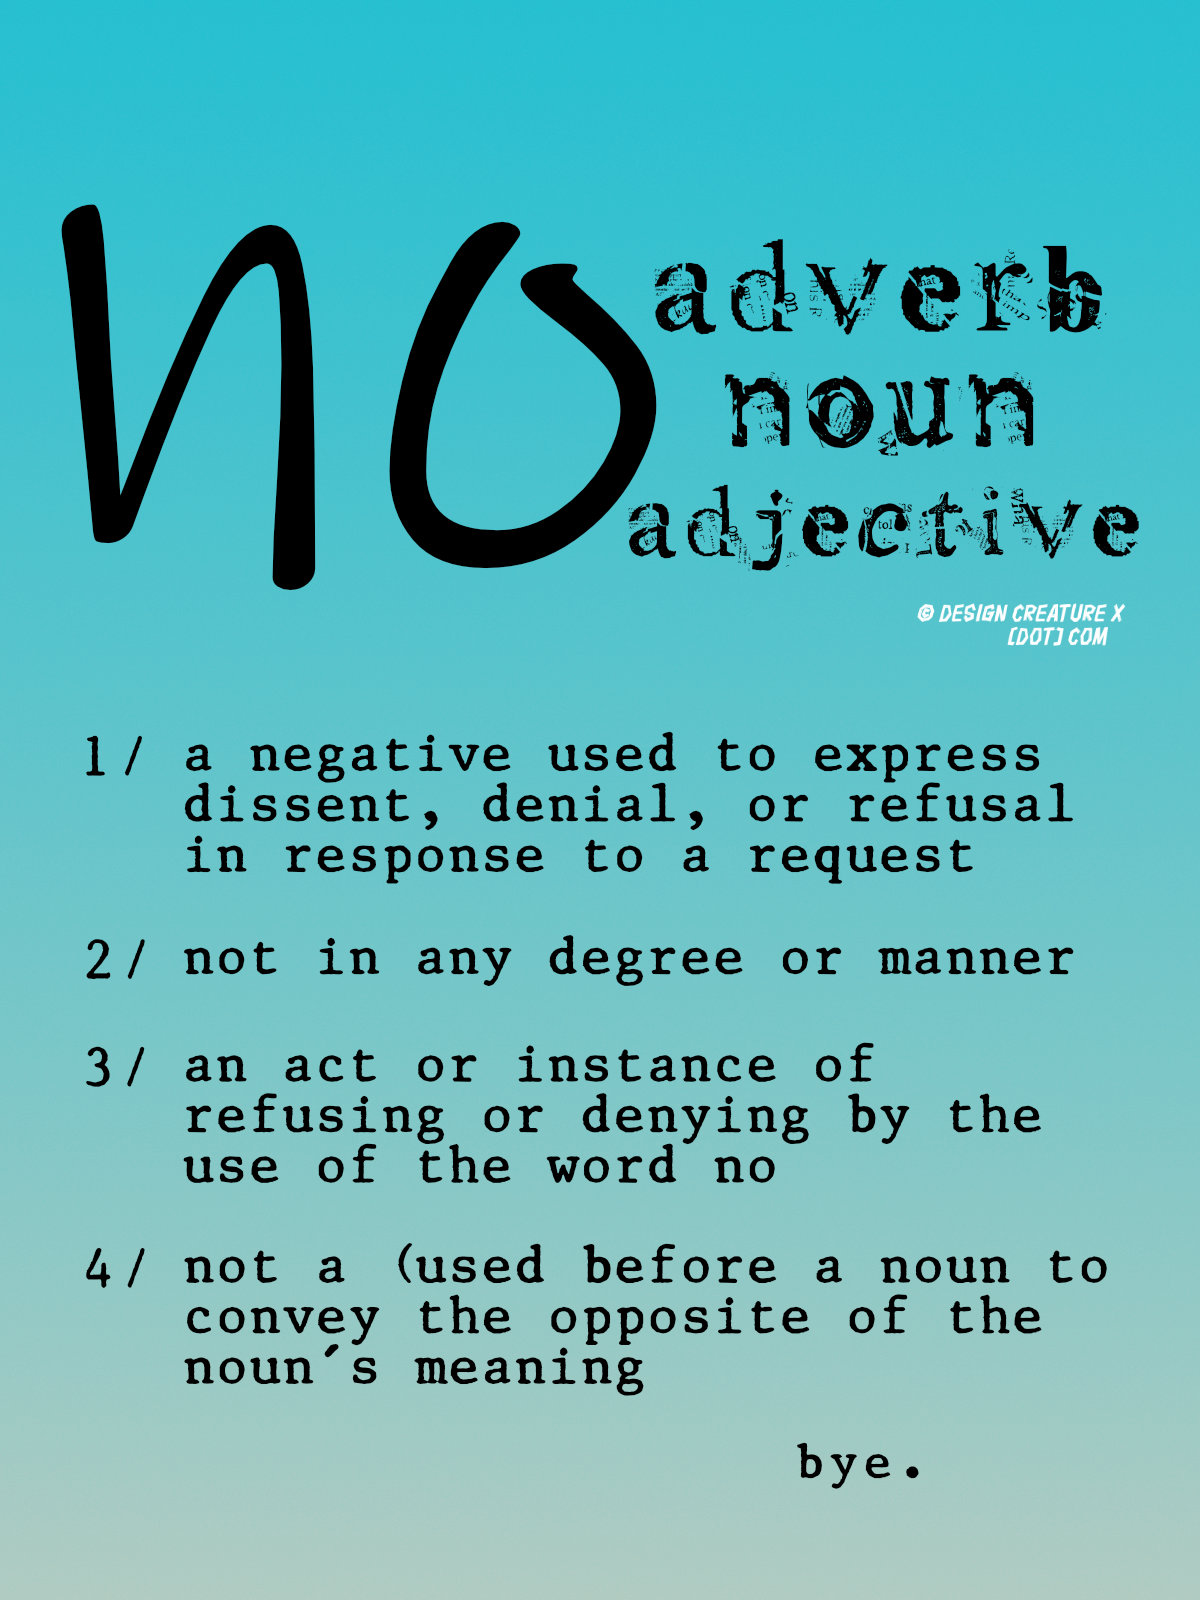 no
adverb
noun
adjective
© DESIGN CREATURE X
[DOT] COM
1/ a negative used to express
dissent, denial, or refusal
in response to a request
2/ not in any degree or manner
3/ an act or instance of
refusing or denying by the
use of the word no
4/ not a (used before a noun to
convey the opposite of the
noun´s meaning
bye.